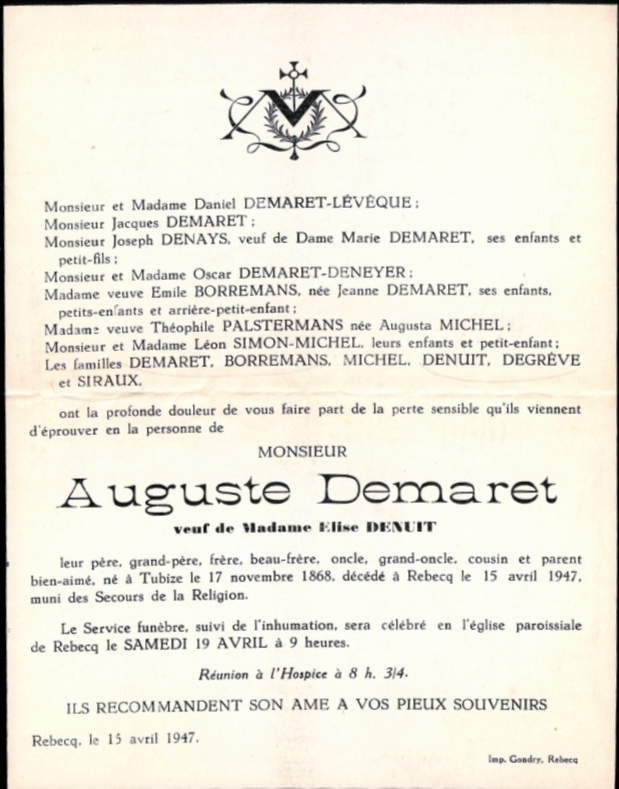 Monsieur et Madame Daniel DEMARET-LÉVÊQUE ;
Monsieur Jacques DEMARET ;
Monsieur Joseph DENAYS, veuf de Dame Marie DEMARET, ses enfants et
petit-fils ;
Monsieur et Madame Oscar DEMARET-DENEYER ;
Madame veuve Emile BORREMANS, née Jeanne DEMARET, ses enfants,
petits-enfants et arrière-petit-enfant ;
Madame veuve Théophile PALSTERMANS née Augusta MICHEL ;
Monsieur et Madame Léon SIMON-MICHEL, leurs enfants et petit-enfant ;
Les familles DEMARET, BORREMANS, MICHEL, DENUIT, DEGRÈVE
et SIRAUX,
ont la profonde douleur de vous faire part de la perte sensible qu'ils viennent
d'éprouver en la personne de
MONSIEUR
Auguste Demaret
veuf de Madame Elise DENUIT
leur père, grand-père, frère, beau-frère, oncle, grand-oncle, cousin et parent
bien-aimé, né à Tubize le 17 novembre 1868, décédé à Rebecq le 15 avril 1947,
muni des Secours de la Religion.
Le Service funèbre, suivi de l'inhumation, sera célébré en l'église paroissiale
de Rebecq le SAMEDI 19 AVRIL à 9 heures.
Réunion à l'Hospice à 8 h. 3/4.
ILS RECOMMANDENT SON AME A VOS PIEUX SOUVENIRS
Rebecq, le 15 avril 1947.
Imp. Gondry, Rebecq